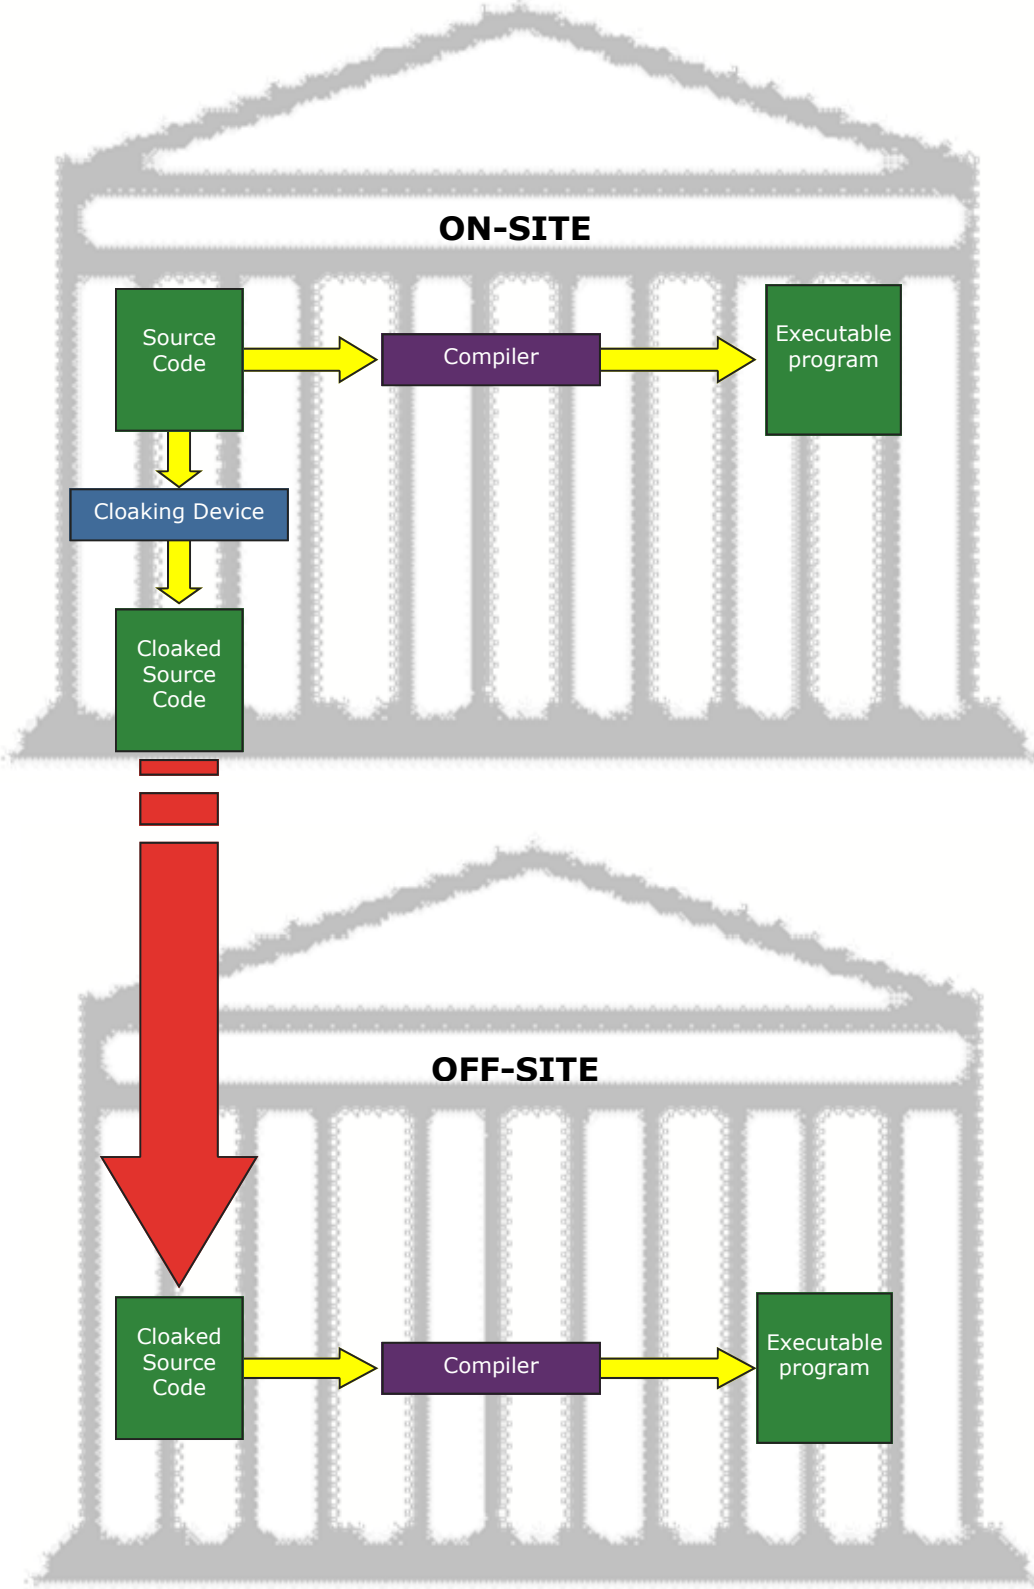 ON-SITE
Source
Code
Compiler
Executable
program
Cloaking Device
Cloaked
Source
Code
OFF-SITE
Cloaked
Source
Code
Compiler
Executable
program